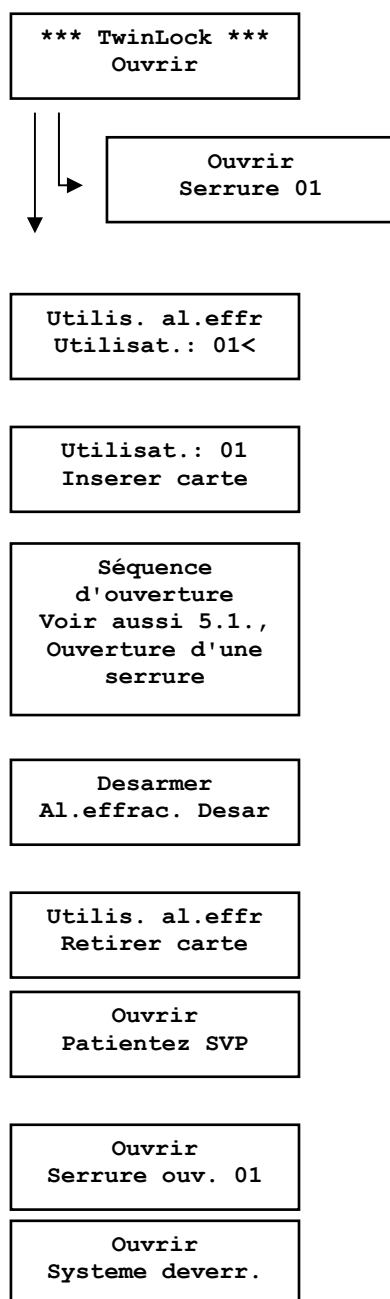 *** TwinLock ***
Ouvrir
Ouvrir
Serrure 01
Utilis. al.effr
Utilisat.: 01<
Utilisat.: 01
Inserer carte
Séquence
d'ouverture
Voir aussi 5.1.,
Ouverture d'une
serrure
Desarmer
Al.effrac. Desar
Utilis. al.effr
Retirer carte
Ouvrir
Patientez SVP
Ouvrir
Serrure ouv. 01
Ouvrir
Systeme deverr.